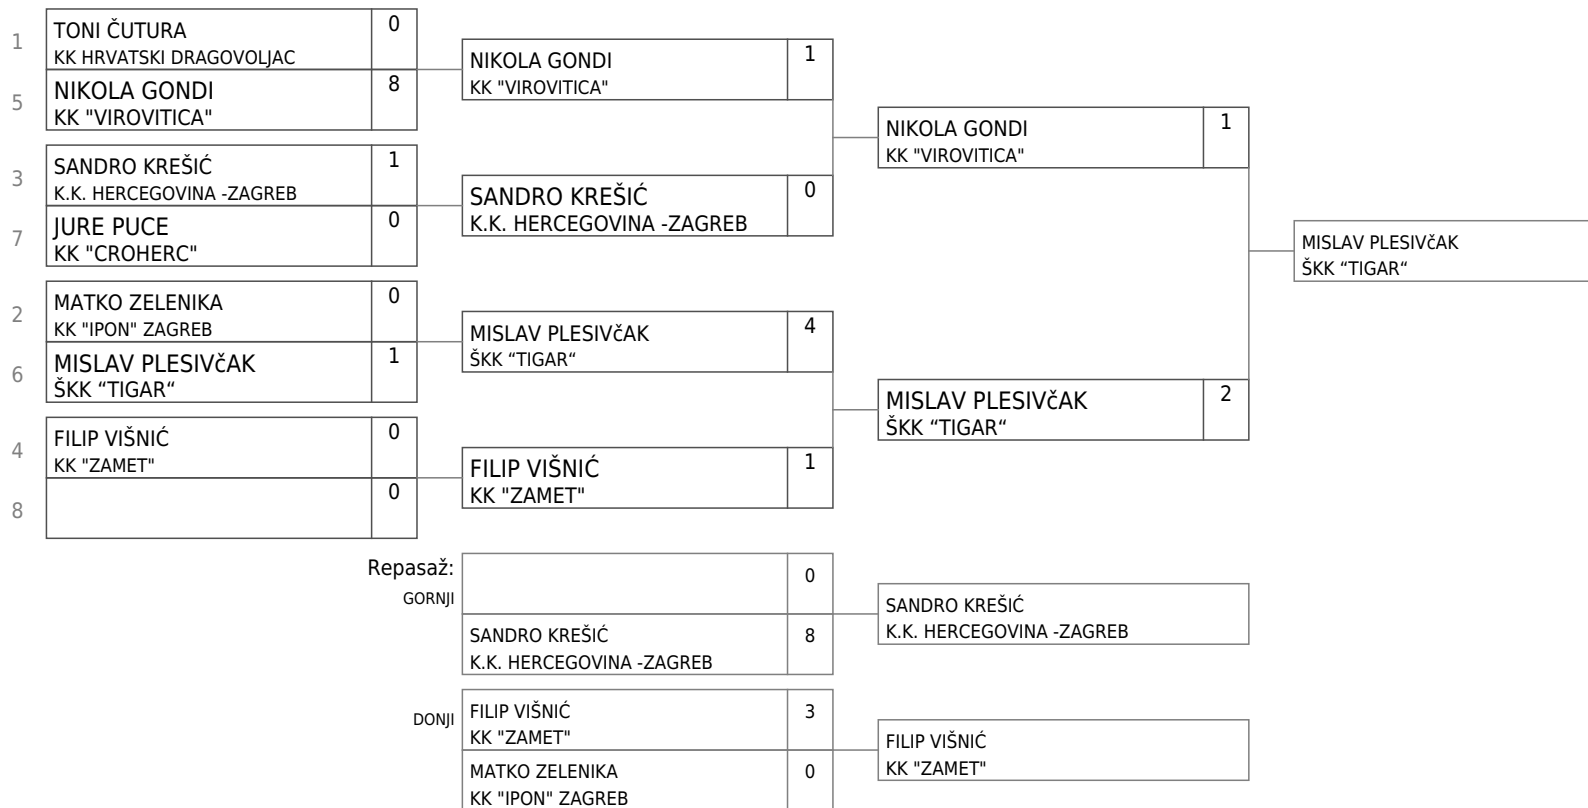 1
TONI ČUTURA
KK HRVATSKI DRAGOVOLJAC
0
5
NIKOLA GONDI
KK "VIROVITICA"
8
3
SANDRO KREŠIĆ
K.K. HERCEGOVINA -ZAGREB
1
7
JURE PUCE
KK "CROHERC"
0
2
MATKO ZELENIKA
KK "IPON" ZAGREB
0
6
MISLAV PLESIVčAK
ŠKK “TIGAR“
1
4
FILIP VIŠNIĆ
KK "ZAMET"
0
8
0
NIKOLA GONDI
KK "VIROVITICA"
1
SANDRO KREŠIĆ
K.K. HERCEGOVINA -ZAGREB
0
MISLAV PLESIVčAK
ŠKK “TIGAR“
4
FILIP VIŠNIĆ
KK "ZAMET"
1
NIKOLA GONDI
KK "VIROVITICA"
1
MISLAV PLESIVčAK
ŠKK “TIGAR“
2
MISLAV PLESIVčAK
ŠKK “TIGAR“
Repasaž:
GORNJI
0
SANDRO KREŠIĆ
K.K. HERCEGOVINA -ZAGREB
8
SANDRO KREŠIĆ
K.K. HERCEGOVINA -ZAGREB
DONJI
FILIP VIŠNIĆ
KK "ZAMET"
3
MATKO ZELENIKA
KK "IPON" ZAGREB
0
FILIP VIŠNIĆ
KK "ZAMET"